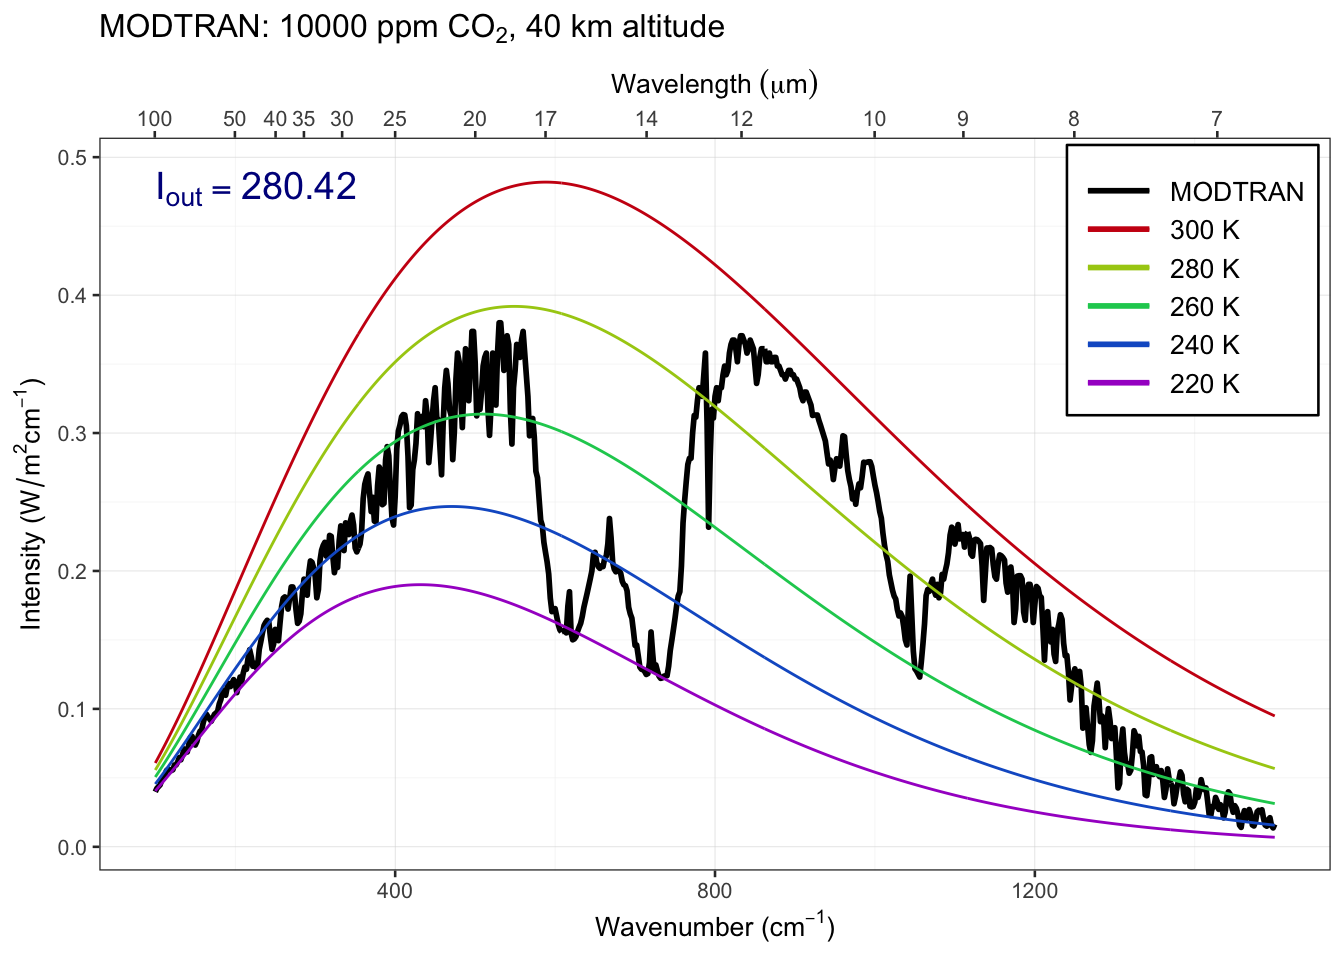 MODTRAN: 10000 ppm CO₂, 40 km altitude
Wavelength (μm)
100 50 40 35 30 25 20 17 14 12 10 9 8 7
I_out = 280.42
MODTRAN
300 K
280 K
260 K
240 K
220 K
0.5
0.4
0.3
0.2
0.1
0.0
Intensity (W/m²cm⁻¹)
400 800 1200
Wavenumber (cm⁻¹)